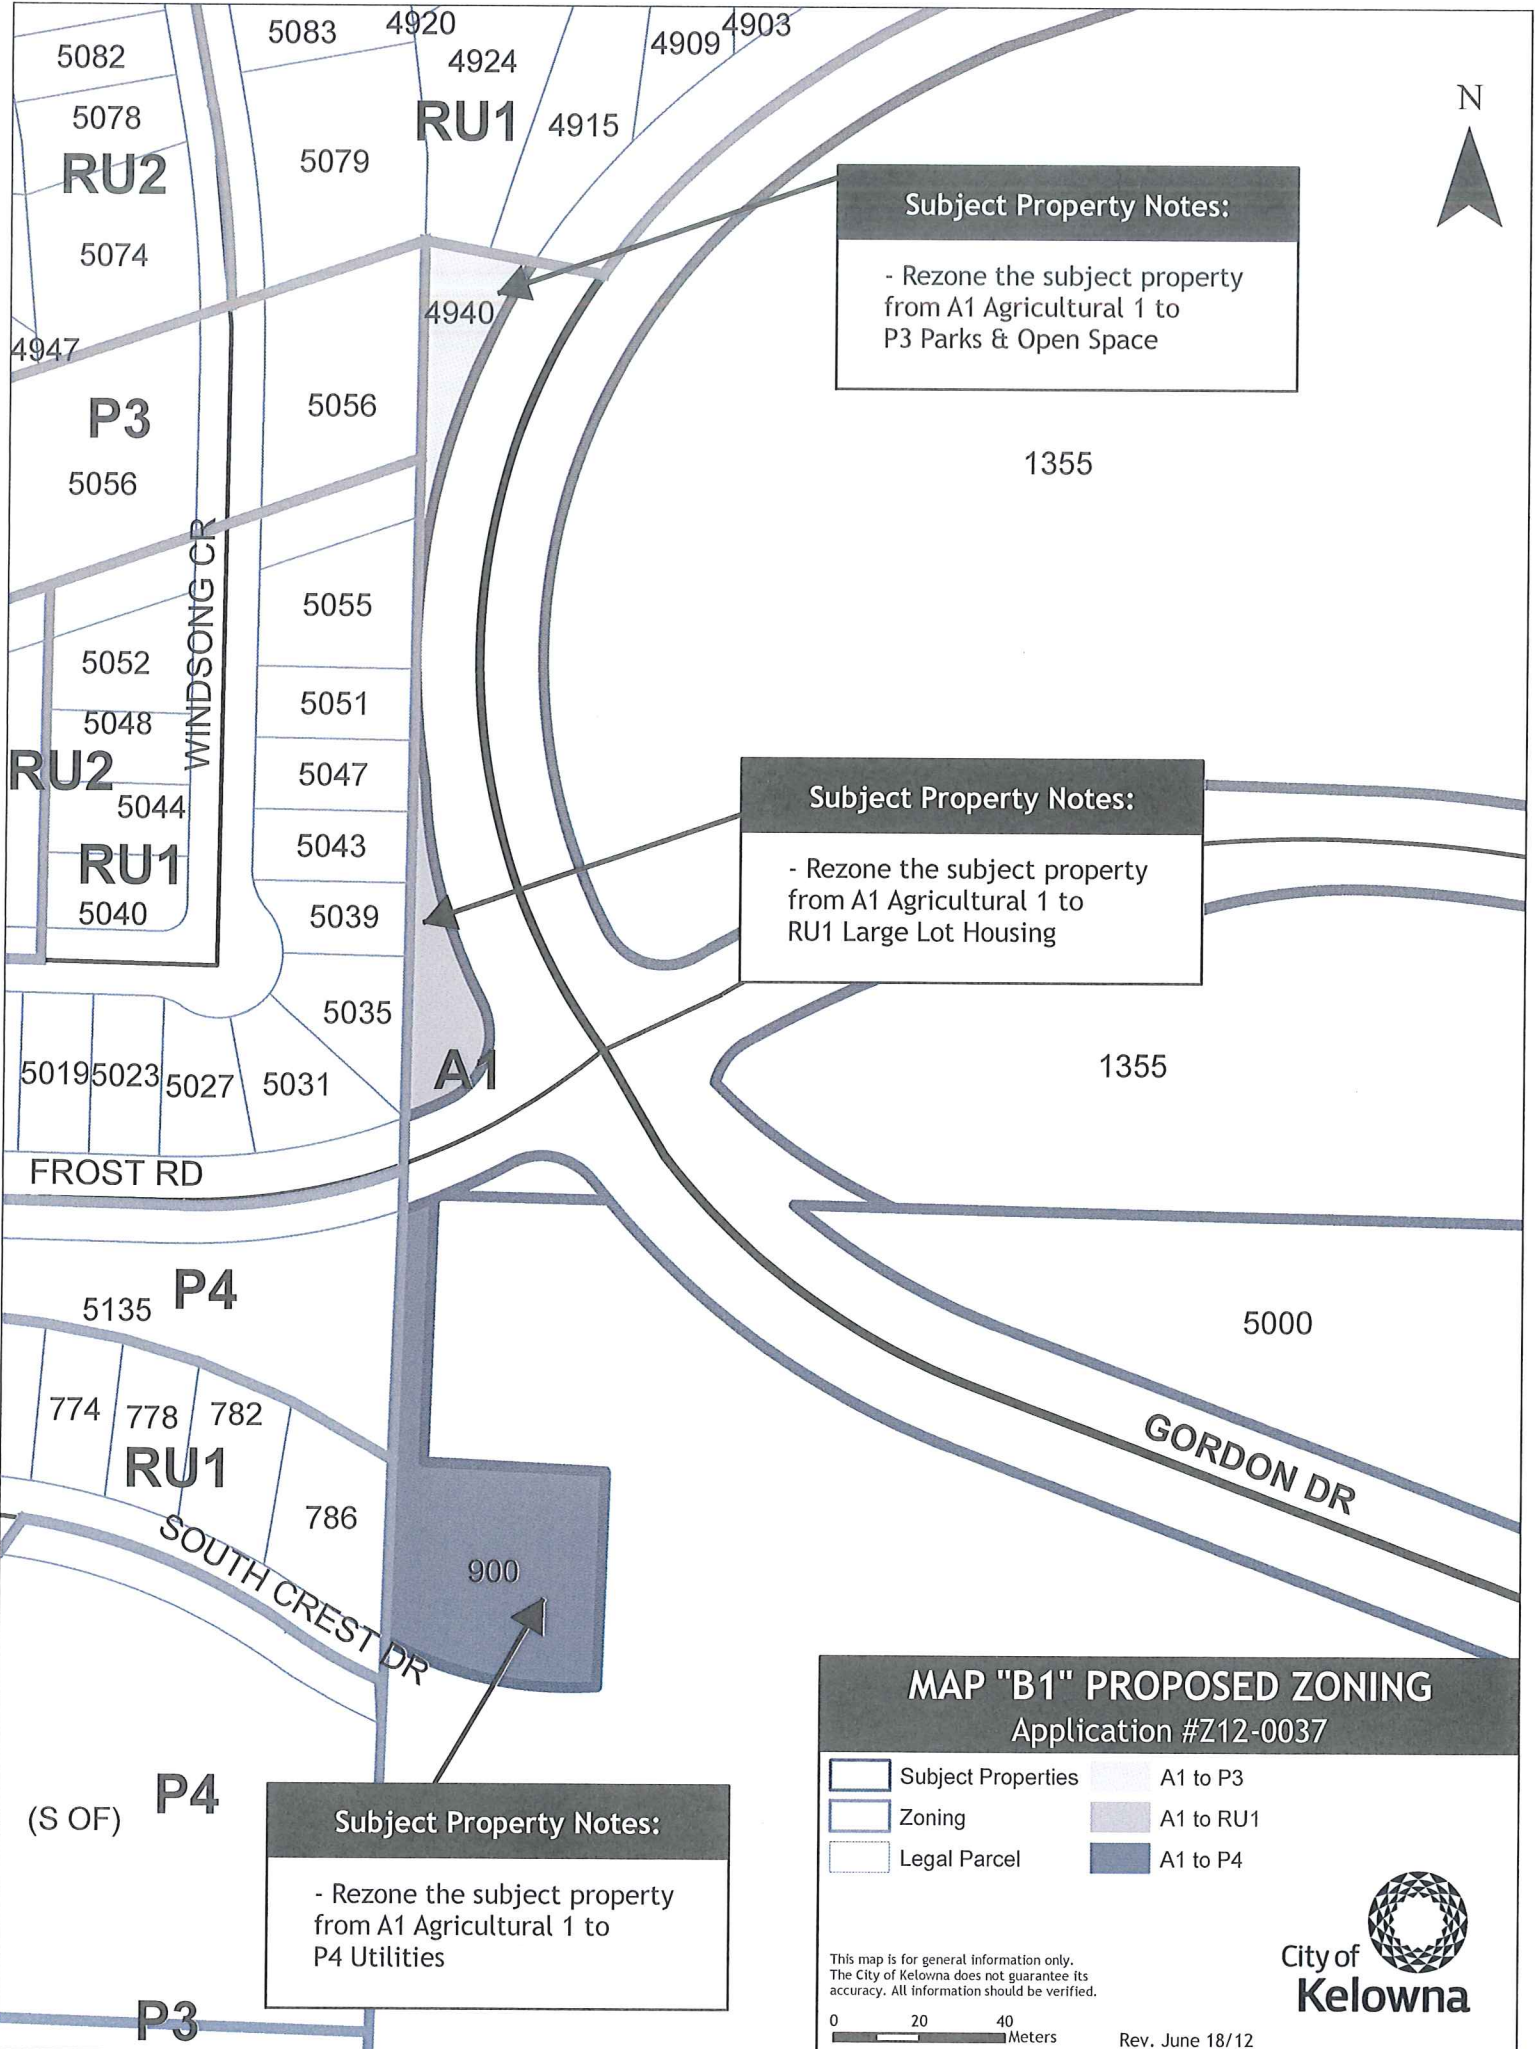 5083
4920
4903
5082
4924
4909
5078
RU1
4915
RU2
5079
N
5074
Subject Property Notes:
- Rezone the subject property
from A1 Agricultural 1 to
P3 Parks & Open Space
4940
4947
P3
5056
5056
1355
WINDSONG CR
5055
5052
5051
5048
RU2
5047
5044
Subject Property Notes:
- Rezone the subject property
from A1 Agricultural 1 to
RU1 Large Lot Housing
5043
RU1
5040
5039
5035
A1
1355
5019
5023
5027
5031
FROST RD
P4
5135
5000
774
778
782
GORDON DR
RU1
786
SOUTH CREST DR
900
P4
(S OF)
Subject Property Notes:
- Rezone the subject property
from A1 Agricultural 1 to
P4 Utilities
P3
MAP "B1" PROPOSED ZONING
Application #Z12-0037
Subject Properties
A1 to P3
Zoning
A1 to RU1
Legal Parcel
A1 to P4
This map is for general information only.
The City of Kelowna does not guarantee its
accuracy. All information should be verified.
City of
Kelowna
0 20 40
Meters
Rev. June 18/12